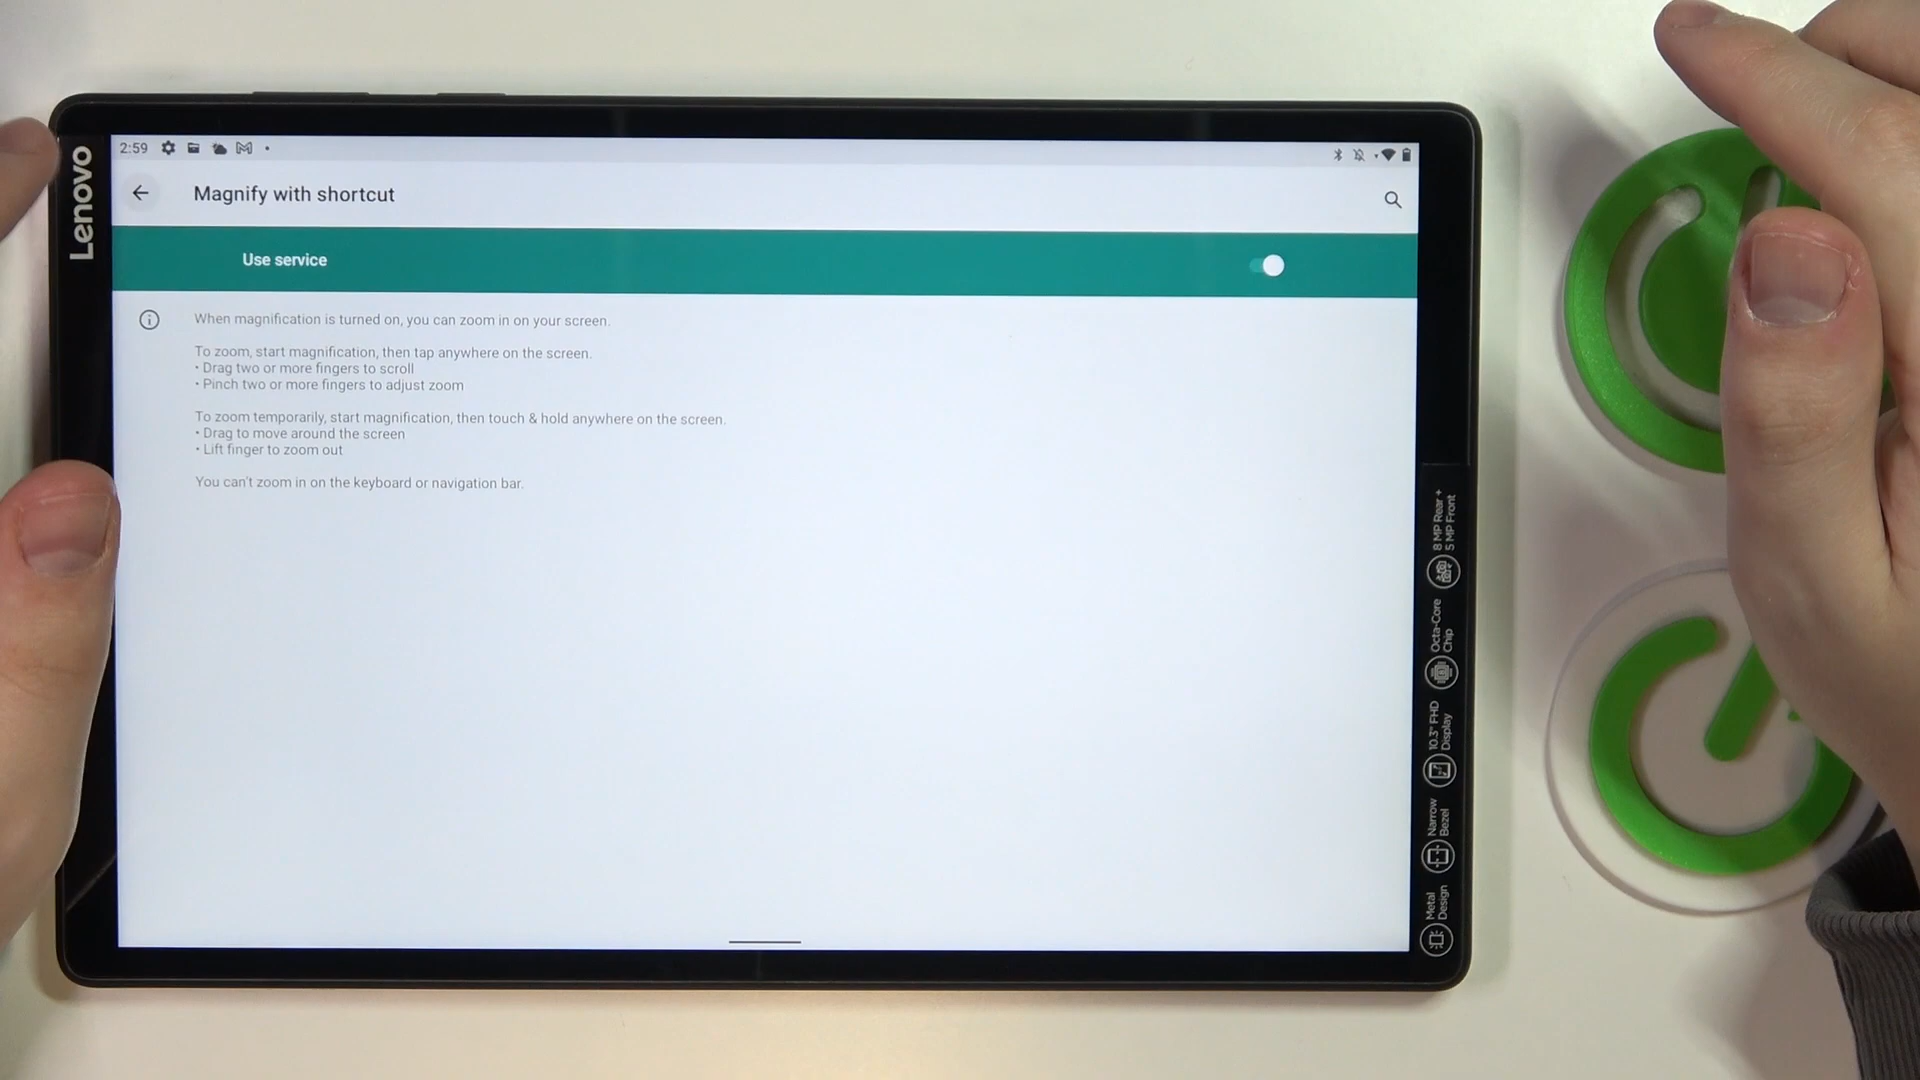 Lenovo
2:59
Magnify with shortcut
Use service
When magnification is turned on, you can zoom in on your screen.
To zoom, start magnification, then tap anywhere on the screen.
• Drag two or more fingers to scroll
• Pinch two or more fingers to adjust zoom
To zoom temporarily, start magnification, then touch & hold anywhere on the screen.
• Drag to move around the screen
• Lift finger to zoom out
You can't zoom in on the keyboard or navigation bar.
8 MP Rear +
5 MP Front
Octa-Core
Chip
10.3" FHD
Display
Narrow
Bezel
Metal
Design